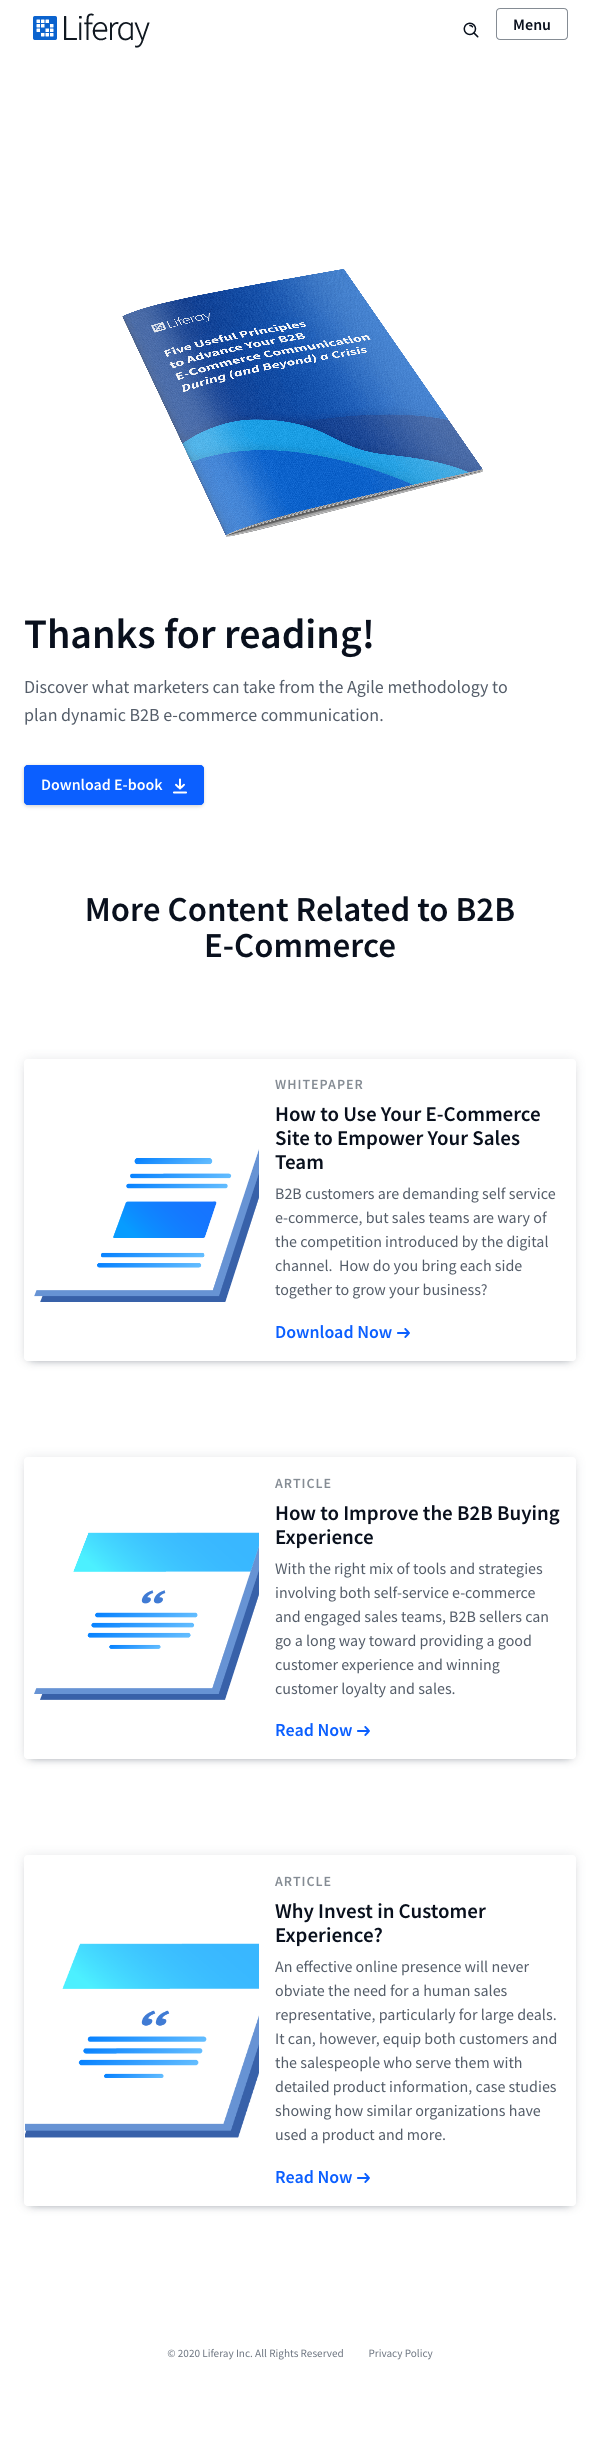 Liferay
Menu
Liferay
Five Useful Principles
to Advance Your B2B
E-Commerce Communication
During (and Beyond) a Crisis
Thanks for reading!
Discover what marketers can take from the Agile methodology to
plan dynamic B2B e-commerce communication.
Download E-book
More Content Related to B2B
E-Commerce
WHITEPAPER
How to Use Your E-Commerce
Site to Empower Your Sales
Team
B2B customers are demanding self service
e-commerce, but sales teams are wary of
the competition introduced by the digital
channel.  How do you bring each side
together to grow your business?
Download Now →
ARTICLE
How to Improve the B2B Buying
Experience
With the right mix of tools and strategies
involving both self-service e-commerce
and engaged sales teams, B2B sellers can
go a long way toward providing a good
customer experience and winning
customer loyalty and sales.
Read Now →
ARTICLE
Why Invest in Customer
Experience?
An effective online presence will never
obviate the need for a human sales
representative, particularly for large deals.
It can, however, equip both customers and
the salespeople who serve them with
detailed product information, case studies
showing how similar organizations have
used a product and more.
Read Now →
© 2020 Liferay Inc. All Rights Reserved Privacy Policy